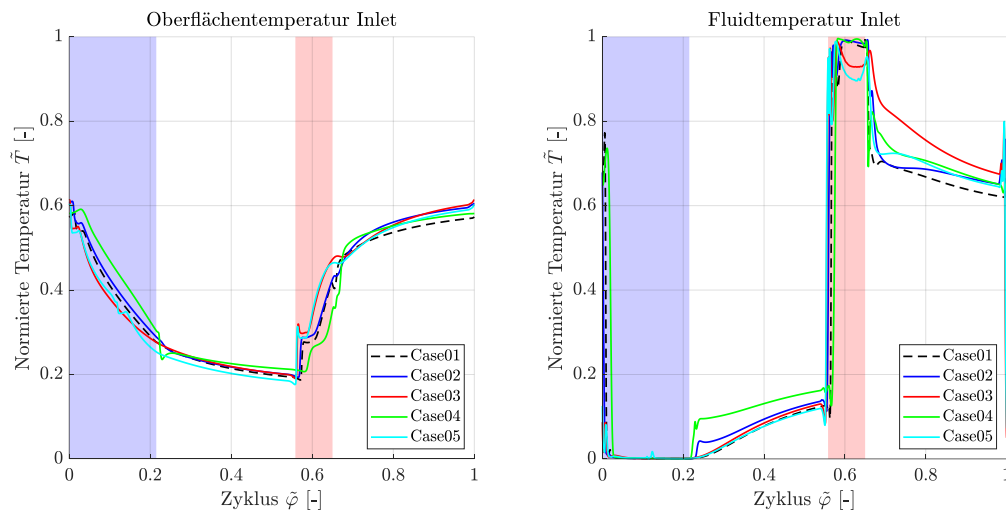 Oberflächentemperatur Inlet
Normierte Temperatur T̃ [-]
1
0.8
0.6
0.4
0.2
0
0 0.2 0.4 0.6 0.8 1
Zyklus φ̃ [-]
Case01
Case02
Case03
Case04
Case05
Fluidtemperatur Inlet
Normierte Temperatur T̃ [-]
1
0.8
0.6
0.4
0.2
0
0 0.2 0.4 0.6 0.8 1
Zyklus φ̃ [-]
Case01
Case02
Case03
Case04
Case05